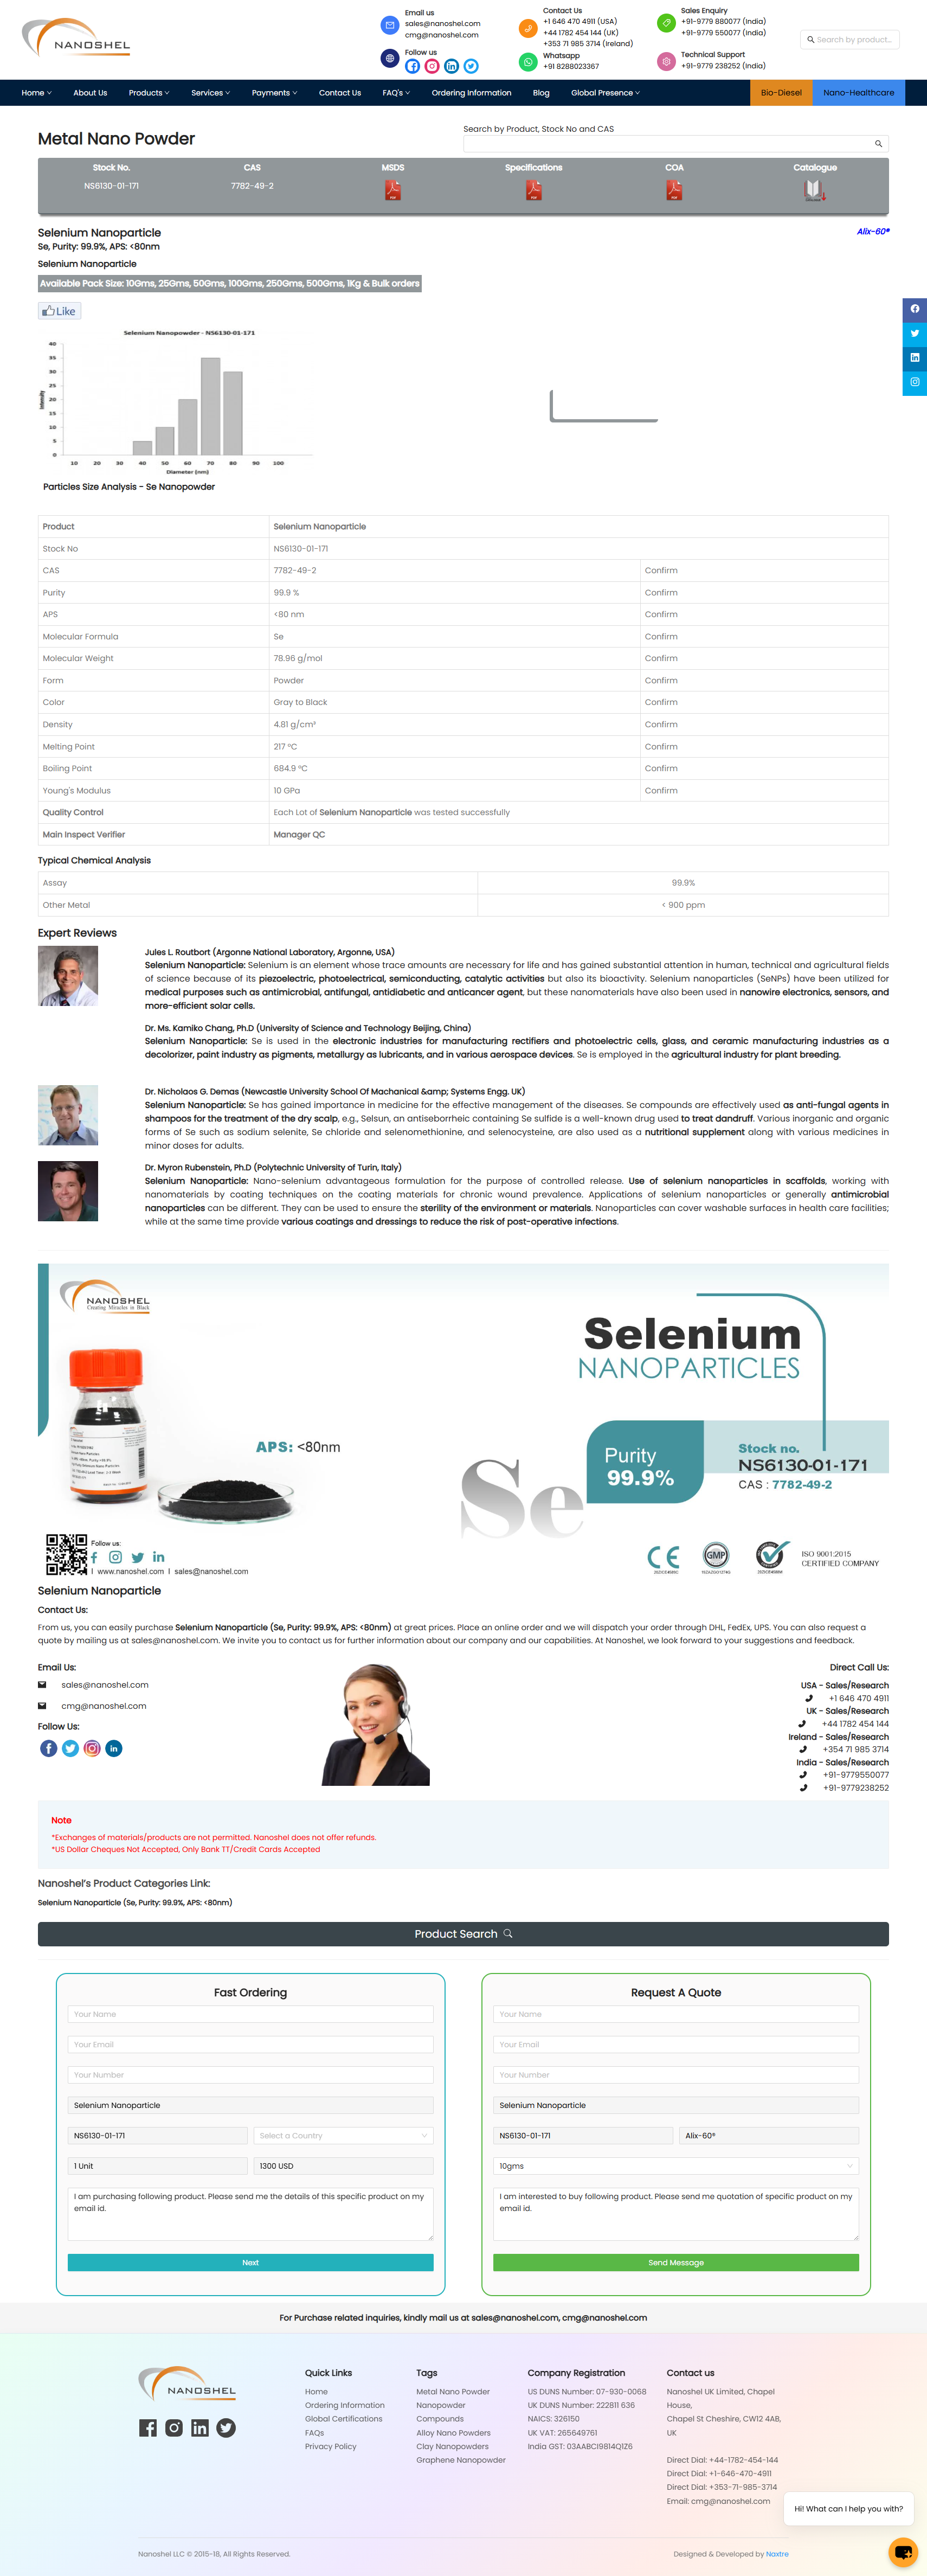 NANOSHEL
Email us
sales@nanoshel.com
cmg@nanoshel.com
Follow us
Contact Us
+1 646 470 4911 (USA)
+44 1782 454 144 (UK)
+353 71 985 3714 (Ireland)
Whatsapp
+91 8288023367
Sales Enquiry
+91-9779 880077 (India)
+91-9779 550077 (India)
Technical Support
+91-9779 238252 (India)
Search by product...
Home About Us Products Services Payments Contact Us FAQ's Ordering Information Blog Global Presence Bio-Diesel Nano-Healthcare
Metal Nano Powder
Search by Product, Stock No and CAS
Stock No. CAS MSDS Specifications COA Catalogue
NS6130-01-171 7782-49-2
Selenium Nanoparticle
Alix-60®
Se, Purity: 99.9%, APS: <80nm
Selenium Nanoparticle
Available Pack Size: 10Gms, 25Gms, 50Gms, 100Gms, 250Gms, 500Gms, 1Kg & Bulk orders
Like
Selenium Nanopowder - NS6130-01-171
40
35
30
25
20
15
10
5
0
Intensity
10 20 30 40 50 60 70 80 90 100
Diameter (nm)
Particles Size Analysis - Se Nanopowder
Product Selenium Nanoparticle
Stock No NS6130-01-171
CAS 7782-49-2 Confirm
Purity 99.9 % Confirm
APS <80 nm Confirm
Molecular Formula Se Confirm
Molecular Weight 78.96 g/mol Confirm
Form Powder Confirm
Color Gray to Black Confirm
Density 4.81 g/cm³ Confirm
Melting Point 217 °C Confirm
Boiling Point 684.9 °C Confirm
Young's Modulus 10 GPa Confirm
Quality Control Each Lot of Selenium Nanoparticle was tested successfully
Main Inspect Verifier Manager QC
Typical Chemical Analysis
Assay 99.9%
Other Metal < 900 ppm
Expert Reviews
Jules L. Routbort (Argonne National Laboratory, Argonne, USA)
Selenium Nanoparticle: Selenium is an element whose trace amounts are necessary for life and has gained substantial attention in human, technical and agricultural fields
of science because of its piezoelectric, photoelectrical, semiconducting, catalytic activities but also its bioactivity. Selenium nanoparticles (SeNPs) have been utilized for
medical purposes such as antimicrobial, antifungal, antidiabetic and anticancer agent, but these nanomaterials have also been used in nanowire electronics, sensors, and
more-efficient solar cells.
Dr. Ms. Kamiko Chang, Ph.D (University of Science and Technology Beijing, China)
Selenium Nanoparticle: Se is used in the electronic industries for manufacturing rectifiers and photoelectric cells, glass, and ceramic manufacturing industries as a
decolorizer, paint industry as pigments, metallurgy as lubricants, and in various aerospace devices. Se is employed in the agricultural industry for plant breeding.
Dr. Nicholaos G. Demas (Newcastle University School Of Machanical &amp; Systems Engg. UK)
Selenium Nanoparticle: Se has gained importance in medicine for the effective management of the diseases. Se compounds are effectively used as anti-fungal agents in
shampoos for the treatment of the dry scalp, e.g., Selsun, an antiseborrheic containing Se sulfide is a well-known drug used to treat dandruff. Various inorganic and organic
forms of Se such as sodium selenite, Se chloride and selenomethionine, and selenocysteine, are also used as a nutritional supplement along with various medicines in
minor doses for adults.
Dr. Myron Rubenstein, Ph.D (Polytechnic University of Turin, Italy)
Selenium Nanoparticle: Nano-selenium advantageous formulation for the purpose of controlled release. Use of selenium nanoparticles in scaffolds, working with
nanomaterials by coating techniques on the coating materials for chronic wound prevalence. Applications of selenium nanoparticles or generally antimicrobial
nanoparticles can be different. They can be used to ensure the sterility of the environment or materials. Nanoparticles can cover washable surfaces in health care facilities;
while at the same time provide various coatings and dressings to reduce the risk of post-operative infections.
NANOSHEL
Creating Miracles in Black
Selenium
NANOPARTICLES
APS: <80nm
Se
Purity
99.9%
Stock no.
NS6130-01-171
CAS : 7782-49-2
Follow us:
I www.nanoshel.com I sales@nanoshel.com
CE
GMP
ISO 9001:2015
CERTIFIED COMPANY
Selenium Nanoparticle
Contact Us:
From us, you can easily purchase Selenium Nanoparticle (Se, Purity: 99.9%, APS: <80nm) at great prices. Place an online order and we will dispatch your order through DHL, FedEx, UPS. You can also request a
quote by mailing us at sales@nanoshel.com. We invite you to contact us for further information about our company and our capabilities. At Nanoshel, we look forward to your suggestions and feedback.
Email Us:
sales@nanoshel.com
cmg@nanoshel.com
Follow Us:
Direct Call Us:
USA - Sales/Research
+1 646 470 4911
UK - Sales/Research
+44 1782 454 144
Ireland - Sales/Research
+354 71 985 3714
India - Sales/Research
+91-9779550077
+91-9779238252
Note
*Exchanges of materials/products are not permitted. Nanoshel does not offer refunds.
*US Dollar Cheques Not Accepted, Only Bank TT/Credit Cards Accepted
Nanoshel's Product Categories Link:
Selenium Nanoparticle (Se, Purity: 99.9%, APS: <80nm)
Product Search
Fast Ordering
Your Name
Your Email
Your Number
Selenium Nanoparticle
NS6130-01-171 Select a Country
1 Unit 1300 USD
I am purchasing following product. Please send me the details of this specific product on my
email id.
Next
Request A Quote
Your Name
Your Email
Your Number
Selenium Nanoparticle
NS6130-01-171 Alix-60®
10gms
I am interested to buy following product. Please send me quotation of specific product on my
email id.
Send Message
For Purchase related inquiries, kindly mail us at sales@nanoshel.com, cmg@nanoshel.com
NANOSHEL
Quick Links
Home
Ordering Information
Global Certifications
FAQs
Privacy Policy
Tags
Metal Nano Powder
Nanopowder
Compounds
Alloy Nano Powders
Clay Nanopowders
Graphene Nanopowder
Company Registration
US DUNS Number: 07-930-0068
UK DUNS Number: 222811 636
NAICS: 326150
UK VAT: 265649761
India GST: 03AABCI9814Q1Z6
Contact us
Nanoshel UK Limited, Chapel
House,
Chapel St Cheshire, CW12 4AB,
UK
Direct Dial: +44-1782-454-144
Direct Dial: +1-646-470-4911
Direct Dial: +353-71-985-3714
Email: cmg@nanoshel.com
Hi! What can I help you with?
Nanoshel LLC © 2015-18, All Rights Reserved.
Designed & Developed by Naxtre